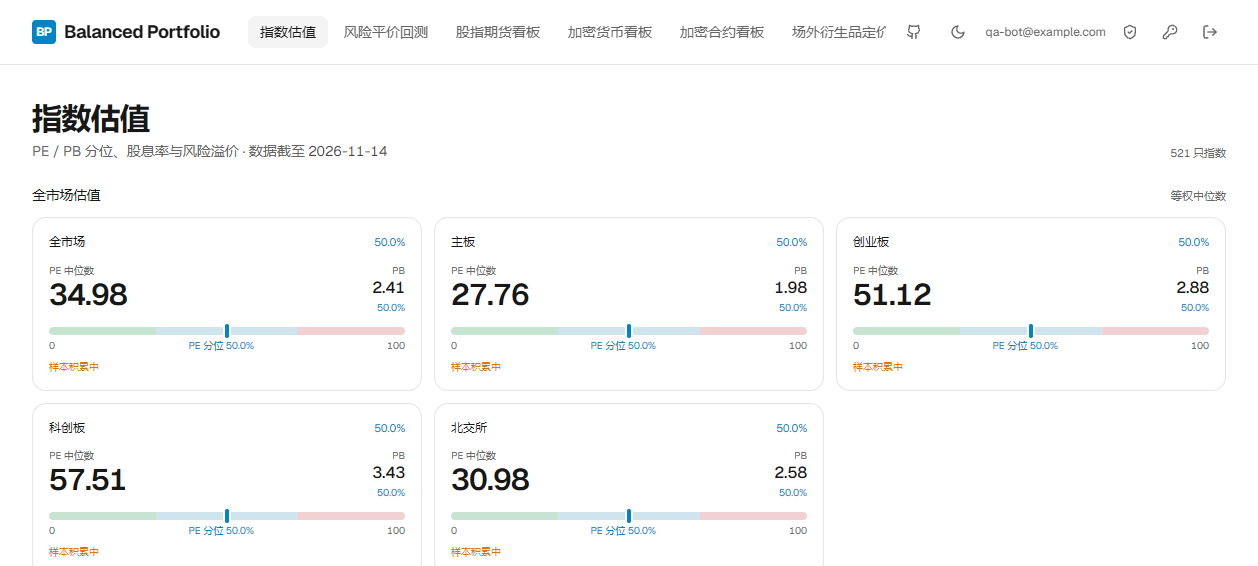 BP Balanced Portfolio 指数估值 风险平价回测 股指期货看板 加密货币看板 加密合约看板 场外衍生品定价 qa-bot@example.com
指数估值
PE / PB 分位、股息率与风险溢价 · 数据截至 2026-11-14
521 只指数
全市场估值
等权中位数
全市场 50.0%
PE 中位数 PB
34.98 2.41
50.0%
0 PE 分位 50.0% 100
样本积累中
主板 50.0%
PE 中位数 PB
27.76 1.98
50.0%
0 PE 分位 50.0% 100
样本积累中
创业板 50.0%
PE 中位数 PB
51.12 2.88
50.0%
0 PE 分位 50.0% 100
样本积累中
科创板 50.0%
PE 中位数 PB
57.51 3.43
50.0%
0 PE 分位 50.0% 100
样本积累中
北交所 50.0%
PE 中位数 PB
30.98 2.58
50.0%
0 PE 分位 50.0% 100
样本积累中